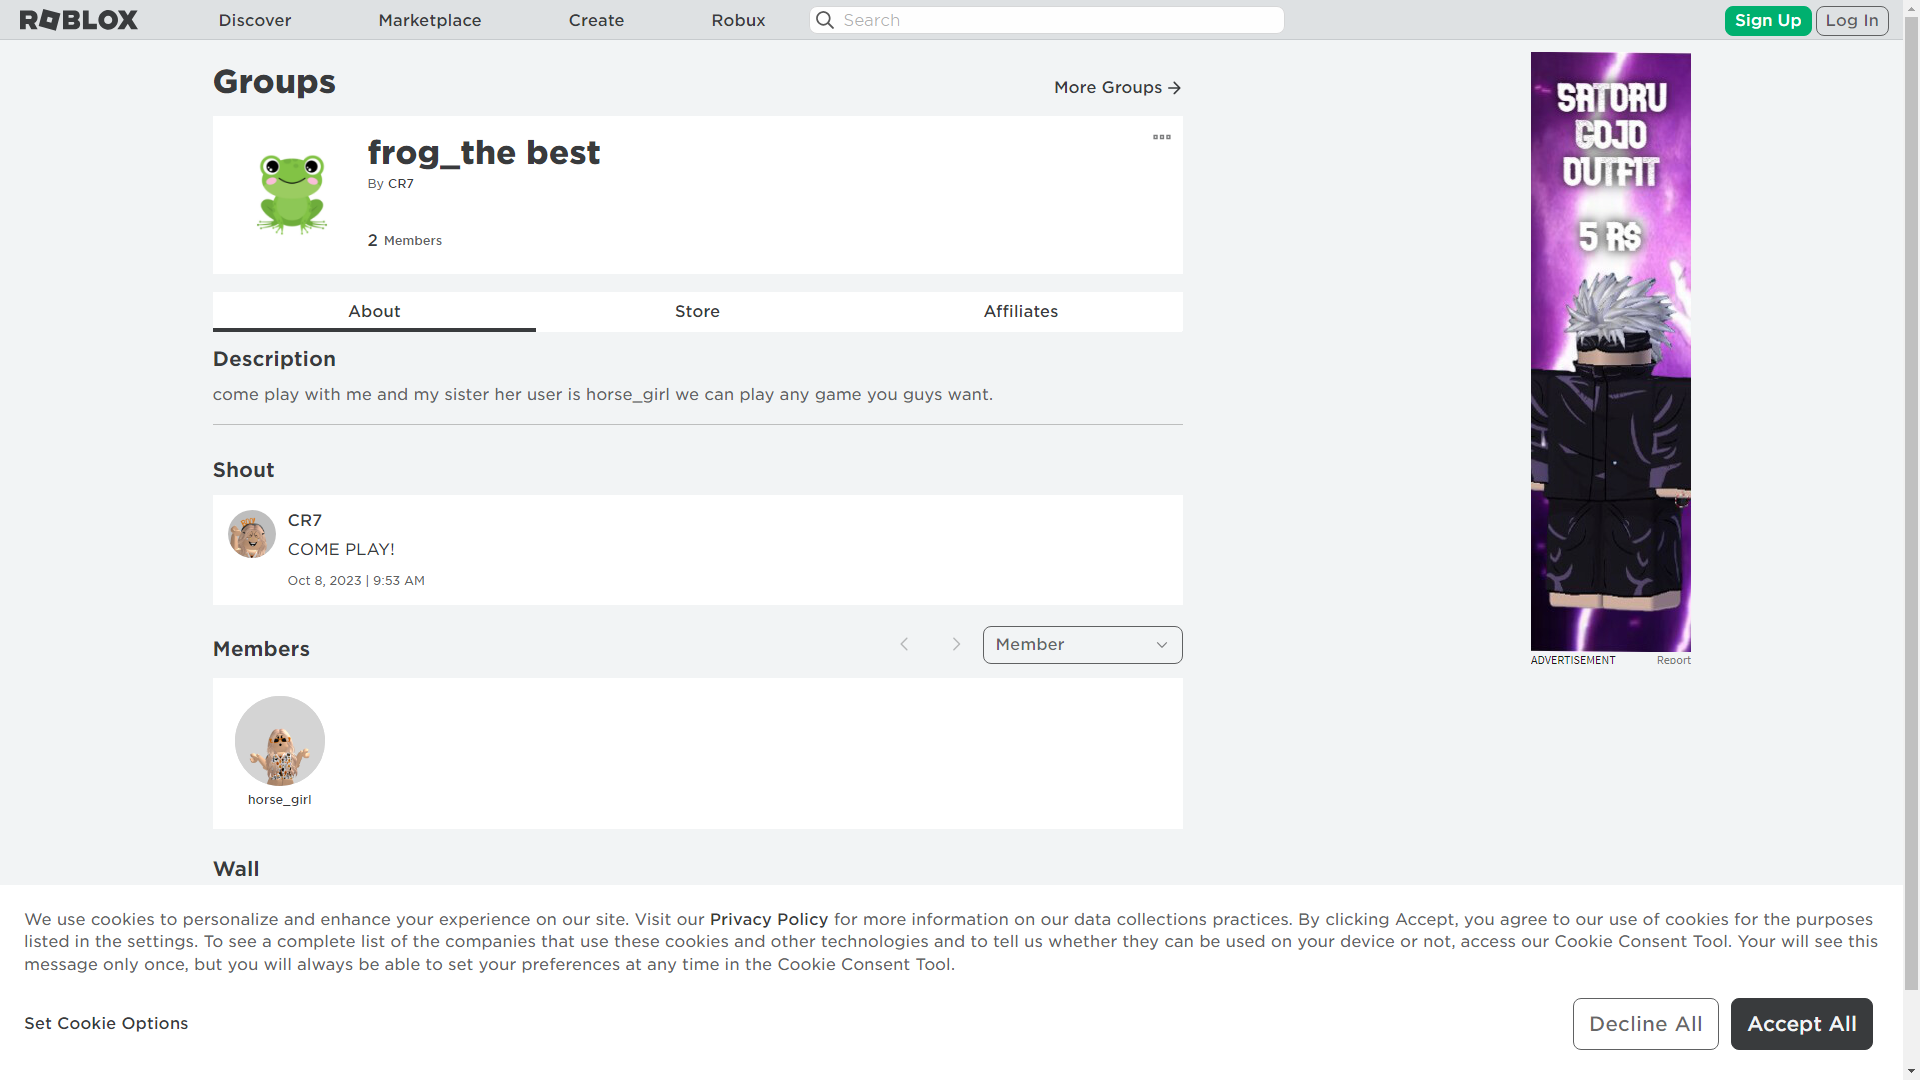 ROBLOX
Discover
Marketplace
Create
Robux
Search
Sign Up
Log In
Groups
More Groups
frog_the best
By CR7
2 Members
About
Store
Affiliates
Description
come play with me and my sister her user is horse_girl we can play any game you guys want.
Shout
CR7
COME PLAY!
Oct 8, 2023 | 9:53 AM
Members
Member
horse_girl
Wall
SATORU
GOJO
OUTFIT
5 R$
ADVERTISEMENT
Report
We use cookies to personalize and enhance your experience on our site. Visit our Privacy Policy for more information on our data collections practices. By clicking Accept, you agree to our use of cookies for the purposes
listed in the settings. To see a complete list of the companies that use these cookies and other technologies and to tell us whether they can be used on your device or not, access our Cookie Consent Tool. Your will see this
message only once, but you will always be able to set your preferences at any time in the Cookie Consent Tool.
Set Cookie Options
Decline All
Accept All